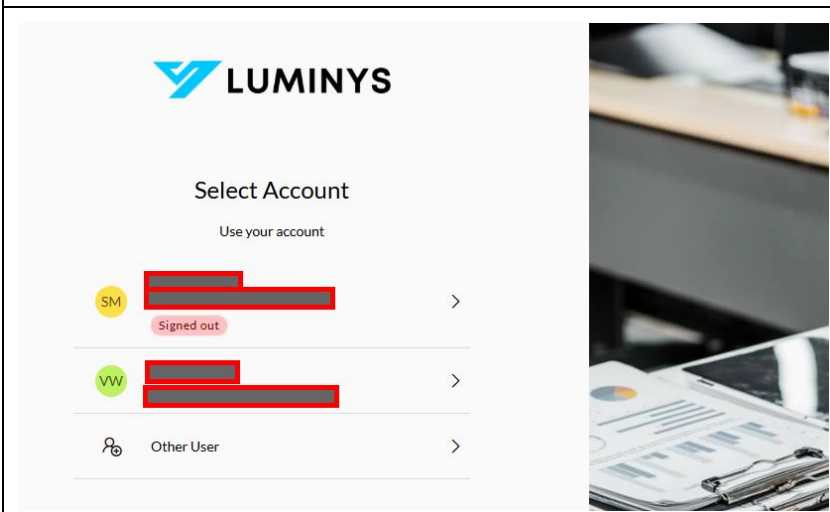 LUMINYS
Select Account
Use your account
SM
Signed out
VW
Other User